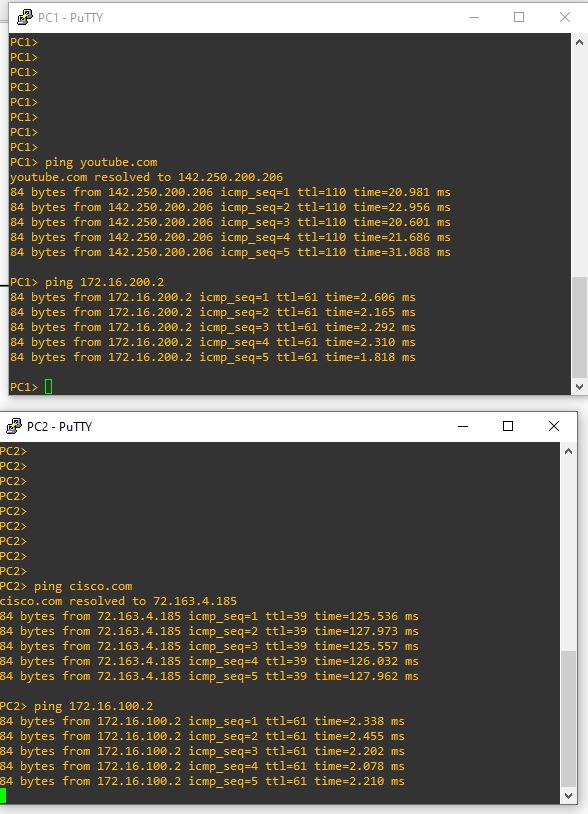 PC1 - PuTTY
PC1>
PC1>
PC1>
PC1>
PC1>
PC1>
PC1>
PC1>
PC1> ping youtube.com
youtube.com resolved to 142.250.200.206
84 bytes from 142.250.200.206 icmp_seq=1 ttl=110 time=20.981 ms
84 bytes from 142.250.200.206 icmp_seq=2 ttl=110 time=22.956 ms
84 bytes from 142.250.200.206 icmp_seq=3 ttl=110 time=20.601 ms
84 bytes from 142.250.200.206 icmp_seq=4 ttl=110 time=21.686 ms
84 bytes from 142.250.200.206 icmp_seq=5 ttl=110 time=31.088 ms
PC1> ping 172.16.200.2
84 bytes from 172.16.200.2 icmp_seq=1 ttl=61 time=2.606 ms
84 bytes from 172.16.200.2 icmp_seq=2 ttl=61 time=2.165 ms
84 bytes from 172.16.200.2 icmp_seq=3 ttl=61 time=2.292 ms
84 bytes from 172.16.200.2 icmp_seq=4 ttl=61 time=2.310 ms
84 bytes from 172.16.200.2 icmp_seq=5 ttl=61 time=1.818 ms
PC1>
PC2 - PuTTY
PC2>
PC2>
PC2>
PC2>
PC2>
PC2>
PC2>
PC2>
PC2>
PC2> ping cisco.com
cisco.com resolved to 72.163.4.185
84 bytes from 72.163.4.185 icmp_seq=1 ttl=39 time=125.536 ms
84 bytes from 72.163.4.185 icmp_seq=2 ttl=39 time=127.973 ms
84 bytes from 72.163.4.185 icmp_seq=3 ttl=39 time=125.557 ms
84 bytes from 72.163.4.185 icmp_seq=4 ttl=39 time=126.032 ms
84 bytes from 72.163.4.185 icmp_seq=5 ttl=39 time=127.962 ms
PC2> ping 172.16.100.2
84 bytes from 172.16.100.2 icmp_seq=1 ttl=61 time=2.338 ms
84 bytes from 172.16.100.2 icmp_seq=2 ttl=61 time=2.455 ms
84 bytes from 172.16.100.2 icmp_seq=3 ttl=61 time=2.202 ms
84 bytes from 172.16.100.2 icmp_seq=4 ttl=61 time=2.078 ms
84 bytes from 172.16.100.2 icmp_seq=5 ttl=61 time=2.210 ms